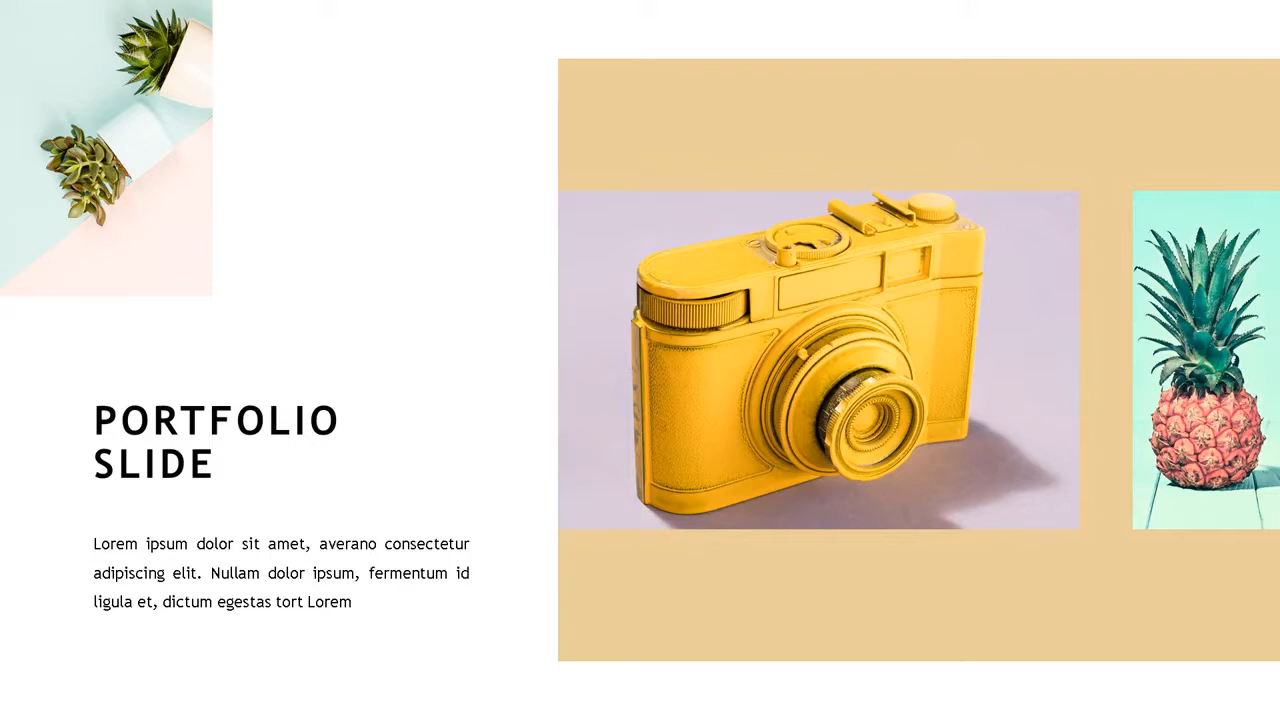 PORTFOLIO
SLIDE
Lorem ipsum dolor sit amet, averano consectetur
adipiscing elit. Nullam dolor ipsum, fermentum id
ligula et, dictum egestas tort Lorem